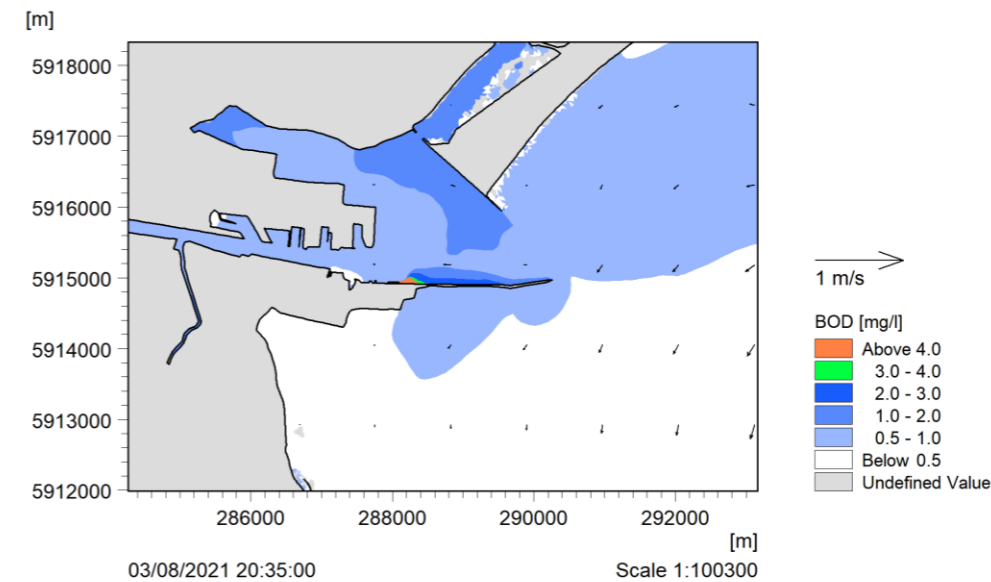 [m]
5918000
5917000
5916000
5915000
5914000
5913000
5912000
286000 288000 290000 292000
[m]
03/08/2021 20:35:00 Scale 1:100300
1 m/s
BOD [mg/l]
Above 4.0
3.0 - 4.0
2.0 - 3.0
1.0 - 2.0
0.5 - 1.0
Below 0.5
Undefined Value